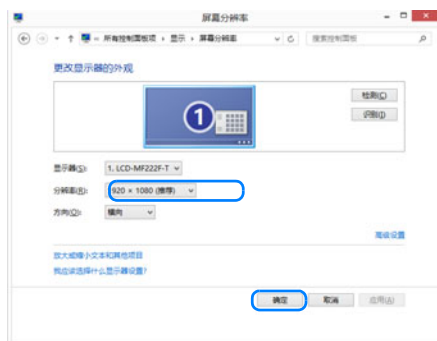 屏幕分辨率
所有控制面板项 › 显示 › 屏幕分辨率
搜索控制面板
更改显示器的外观
1
检测(C)
识别(I)
显示器(S): 1. LCD-MF222F-T
分辨率(R): 920 × 1080 (推荐)
方向(O): 横向
高级设置
放大或缩小文本和其他项目
我应该选择什么显示器设置?
确定 取消 应用(A)